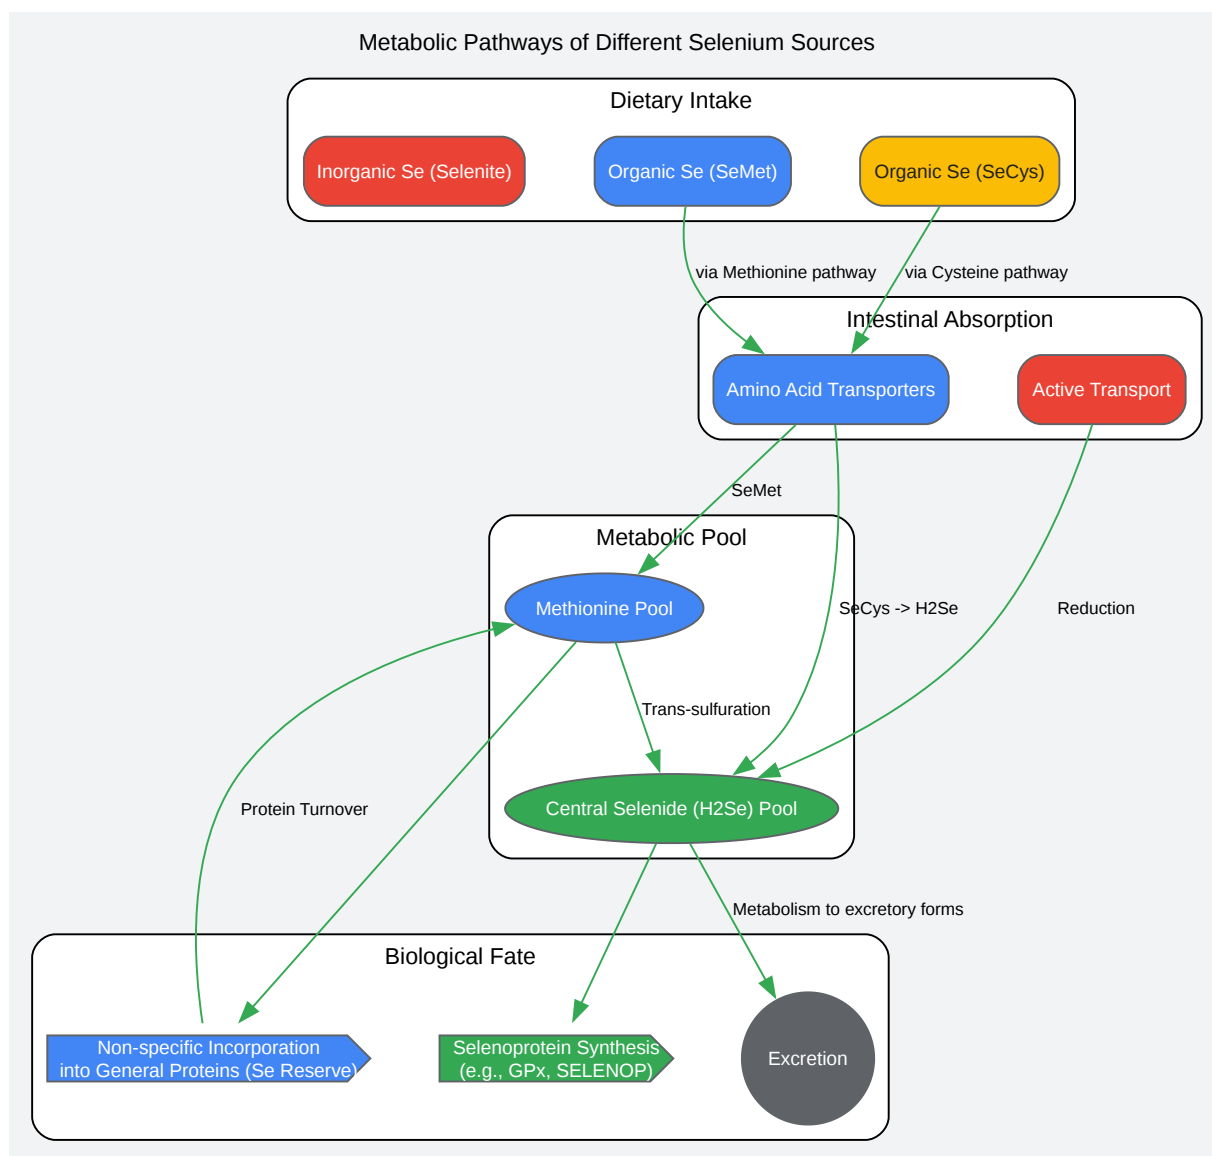 Metabolic Pathways of Different Selenium Sources
Dietary Intake
Inorganic Se (Selenite)
Organic Se (SeMet)
Organic Se (SeCys)
via Methionine pathway
via Cysteine pathway
Intestinal Absorption
Amino Acid Transporters
Active Transport
SeMet
Metabolic Pool
Methionine Pool
SeCys -> H2Se
Reduction
Trans-sulfuration
Central Selenide (H2Se) Pool
Protein Turnover
Metabolism to excretory forms
Biological Fate
Non-specific Incorporation
into General Proteins (Se Reserve)
Selenoprotein Synthesis
(e.g., GPx, SELENOP)
Excretion